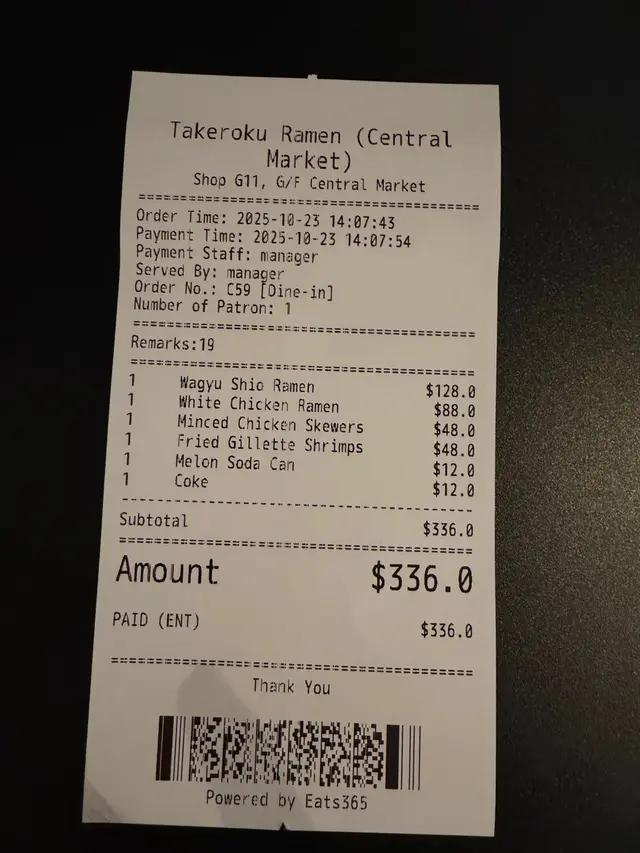 Takeroku Ramen (Central
Market)
Shop G11, G/F Central Market
Order Time: 2025-10-23 14:07:43
Payment Time: 2025-10-23 14:07:54
Payment Staff: manager
Served By: manager
Order No.: C59 [Dine-in]
Number of Patron: 1
Remarks:19
1 Wagyu Shio Ramen $128.0
1 White Chicken Ramen $88.0
1 Minced Chicken Skewers $48.0
1 Fried Gillette Shrimps $48.0
1 Melon Soda Can $12.0
1 Coke $12.0
Subtotal $336.0
Amount $336.0
PAID (ENT) $336.0
Thank You
Powered by Eats365